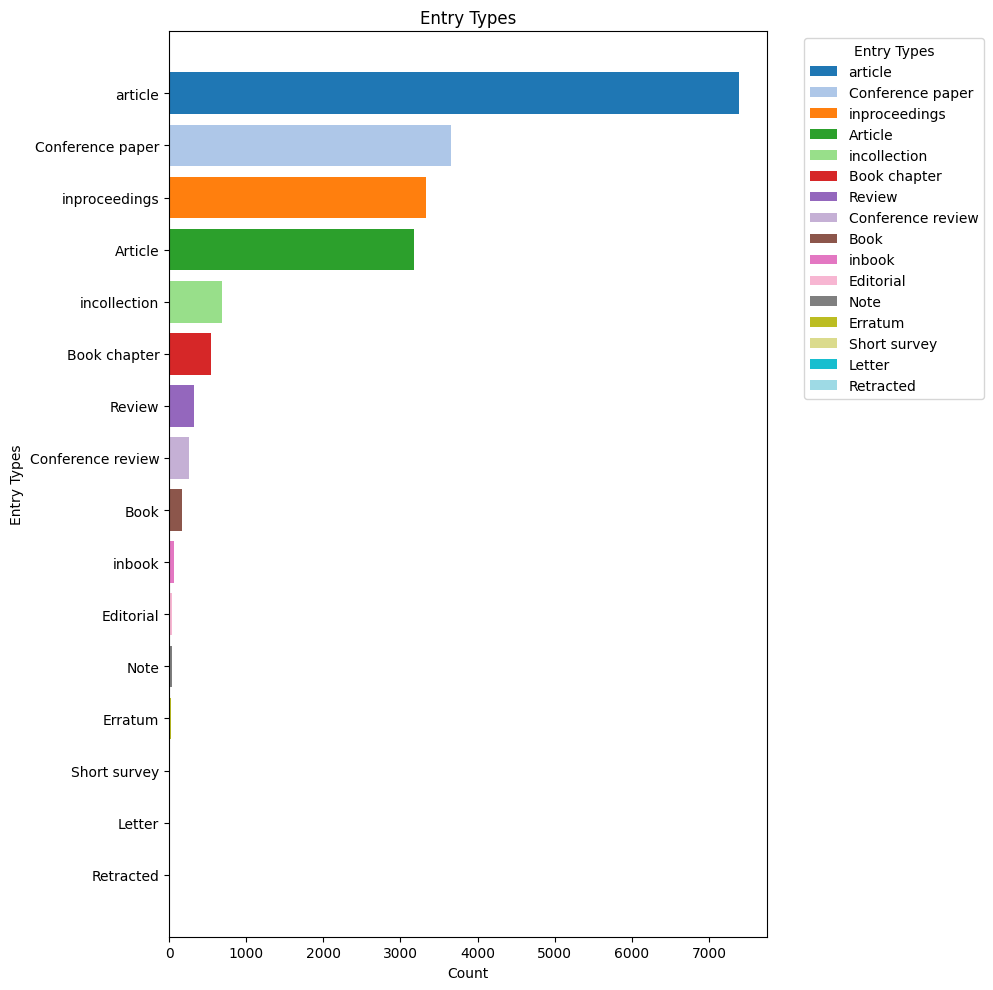 Entry Types
Entry Types
article
Conference paper
inproceedings
Article
incollection
Book chapter
Review
Conference review
Book
inbook
Editorial
Note
Erratum
Short survey
Letter
Retracted
0 1000 2000 3000 4000 5000 6000 7000
Count
Entry Types
article
Conference paper
inproceedings
Article
incollection
Book chapter
Review
Conference review
Book
inbook
Editorial
Note
Erratum
Short survey
Letter
Retracted